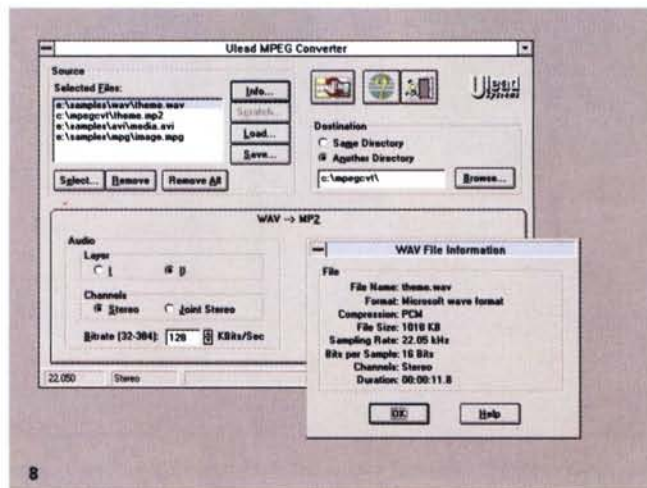 Ulead MPEG Converter
Source
Selected Files:
e:\samples\wav\theme.wav
c:\mpegcvt\theme.mp2
e:\samples\avi\media.avi
e:\samples\mpg\image.mpg
Info...
Scratch...
Load...
Save...
Select...
Remove
Remove All
Ulead
Systems
Destination
Same Directory
Another Directory
c:\mpegcvt\
Browse...
WAV --> MP2
Audio
Layer
I
II
Channels
Stereo
Joint Stereo
Bitrate (32-384): 128 KBits/Sec
22.050 Stereo
WAV File Information
File
File Name: theme.wav
Format: Microsoft wave format
Compression: PCM
File Size: 1018 KB
Sampling Rate: 22.05 kHz
Bits per Sample: 16 Bits
Channels: Stereo
Duration: 00:00:11.8
OK
Help
8